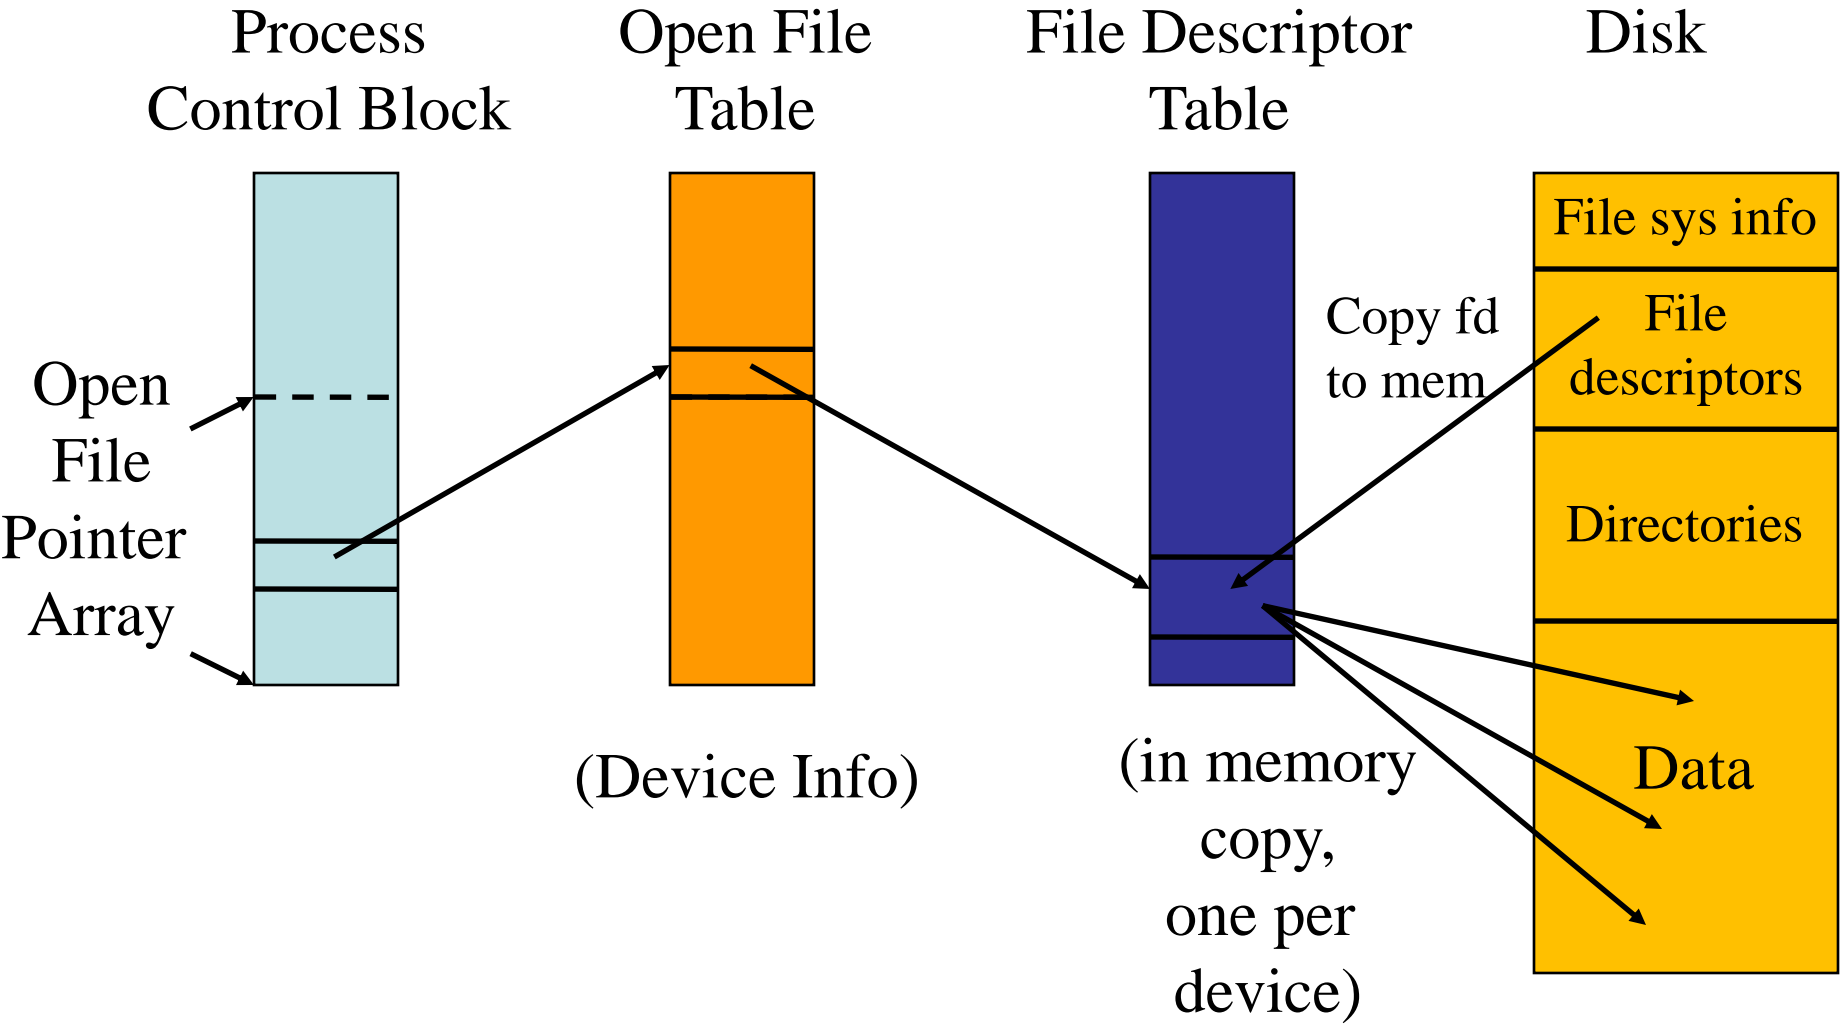 Process
Control Block
Open File
Table
File Descriptor
Table
Disk
Open
File
Pointer
Array
(Device Info)
Copy fd
to mem
(in memory
copy,
one per
device)
File sys info
File
descriptors
Directories
Data